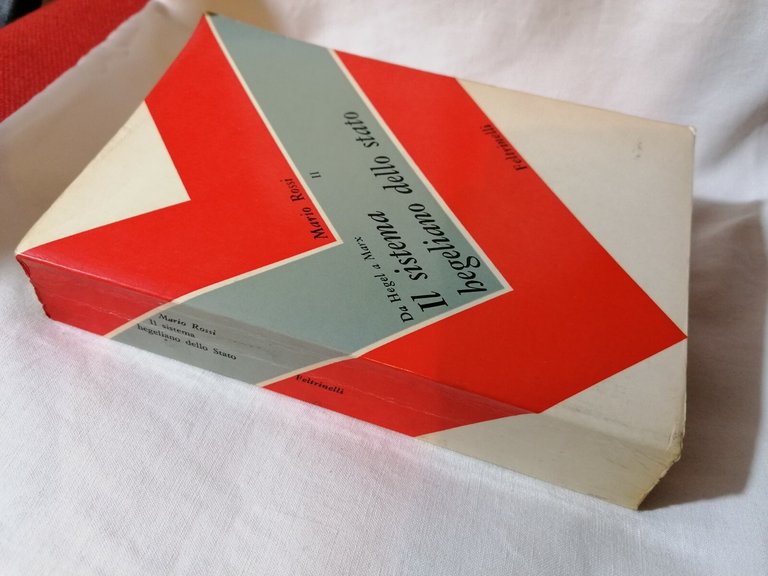 Mario Rossi
II
Da Hegel a Marx
Il sistema
hegeliano dello stato
Feltrinelli
Mario Rossi
Il sistema
hegeliano dello Stato
Feltrinelli